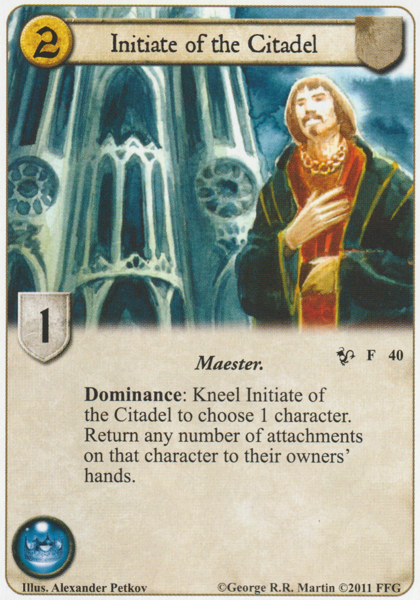 2
Initiate of the Citadel
1
Maester.
F 40
Dominance: Kneel Initiate of
the Citadel to choose 1 character.
Return any number of attachments
on that character to their owners'
hands.
Illus. Alexander Petkov
©George R.R. Martin ©2011 FFG